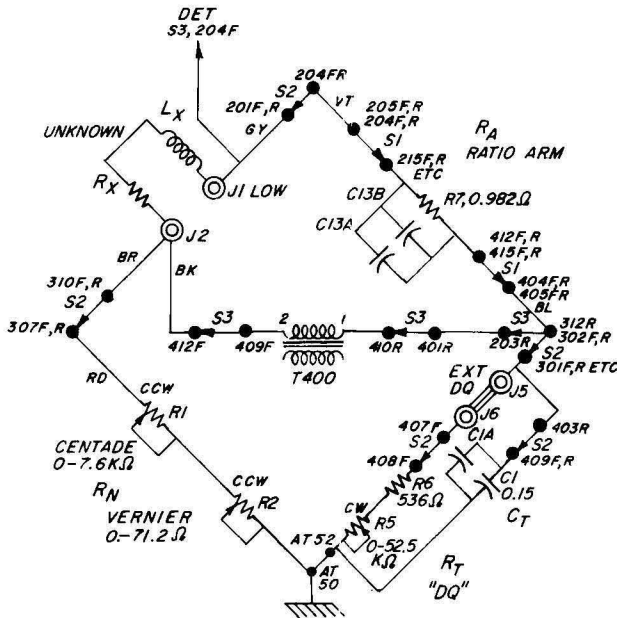 DET
S3, 204F
204FR
S2
201F, R
GY
VT
205F, R
204F, R
S1
215F, R
ETC
RA
RATIO ARM
LX
UNKNOWN
J1 LOW
RX
J2
C13B
C13A
R7, 0.982Ω
412F, R
415F, R
S1
404F, R
405FR
BL
BR
BK
310F, R
S2
307F, R
S3
412F
409F
2
1
T400
S3
410R
401R
S3
203R
312R
302F, R
S2
301F, R ETC
RD
EXT
DQ
J5
J6
CCW
R1
CENTADE
0-7.6KΩ
RN
CCW
R2
VERNIER
0-71.2Ω
407F
S2
408F
C1A
403R
S2
409F, R
C1
0.15
CT
R6
536Ω
CW
R5
0-52.5
KΩ
AT 52
AT
50
RT
"DQ"